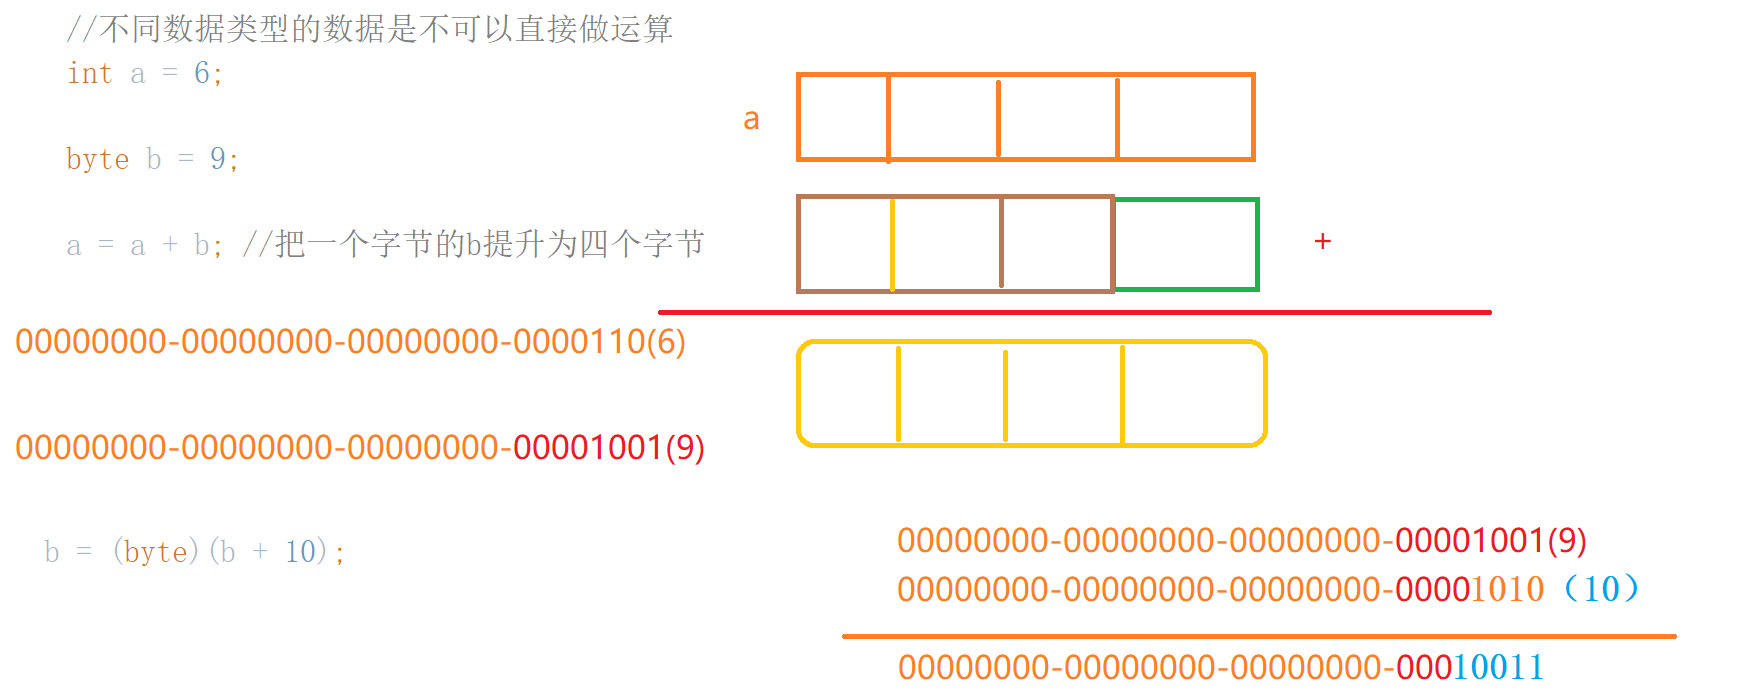 //不同数据类型的数据是不可以直接做运算
int a = 6;
a
byte b = 9;
a = a + b; //把一个字节的b提升为四个字节
+
00000000-00000000-00000000-0000110(6)
00000000-00000000-00000000-00001001(9)
b = (byte)(b + 10);
00000000-00000000-00000000-00001001(9)
00000000-00000000-00000000-00001010（10）
00000000-00000000-00000000-00010011